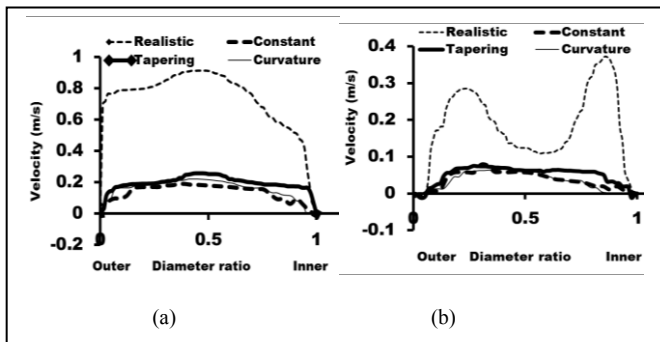 Realistic Constant
Tapering Curvature
Velocity (m/s)
1
0.8
0.6
0.4
0.2
0
-0.2
0 0.5 1
Outer Diameter ratio Inner
(a)
(b)
Realistic Constant
Tapering Curvature
Velocity (m/s)
0.4
0.3
0.2
0.1
0
-0.1
0 0.5 1
Outer Diameter ratio Inner
(b)